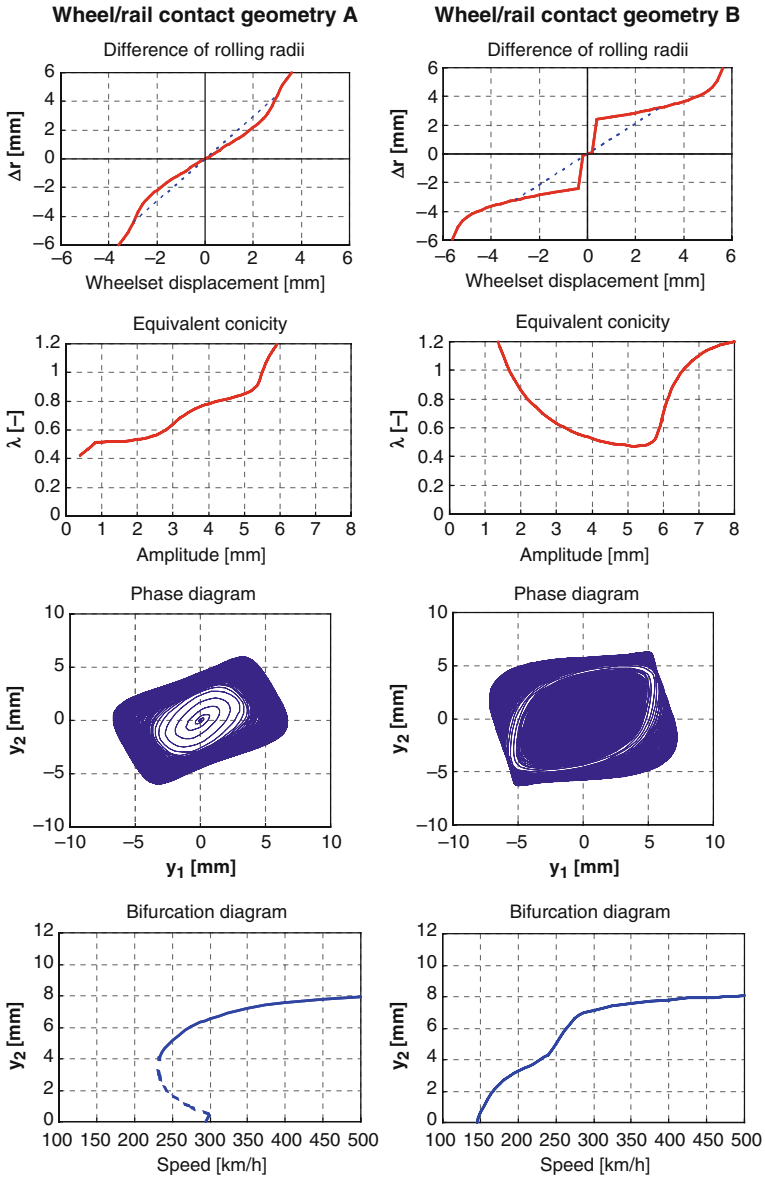 Wheel/rail contact geometry A
Difference of rolling radii
Δr [mm]
6
4
2
0
−2
−4
−6
−6 −4 −2 0 2 4 6
Wheelset displacement [mm]
Equivalent conicity
λ [−]
1.2
1
0.8
0.6
0.4
0.2
0
0 1 2 3 4 5 6 7 8
Amplitude [mm]
Phase diagram
y2 [mm]
10
5
0
−5
−10
−10 −5 0 5 10
y1 [mm]
Bifurcation diagram
y2 [mm]
12
10
8
6
4
2
0
100 150 200 250 300 350 400 450 500
Speed [km/h]
Wheel/rail contact geometry B
Difference of rolling radii
Δr [mm]
6
4
2
0
−2
−4
−6
−6 −4 −2 0 2 4 6
Wheelset displacement [mm]
Equivalent conicity
λ [−]
1.2
1
0.8
0.6
0.4
0.2
0
0 1 2 3 4 5 6 7 8
Amplitude [mm]
Phase diagram
y2 [mm]
10
5
0
−5
−10
−10 −5 0 5 10
y1 [mm]
Bifurcation diagram
y2 [mm]
12
10
8
6
4
2
0
100 150 200 250 300 350 400 450 500
Speed [km/h]